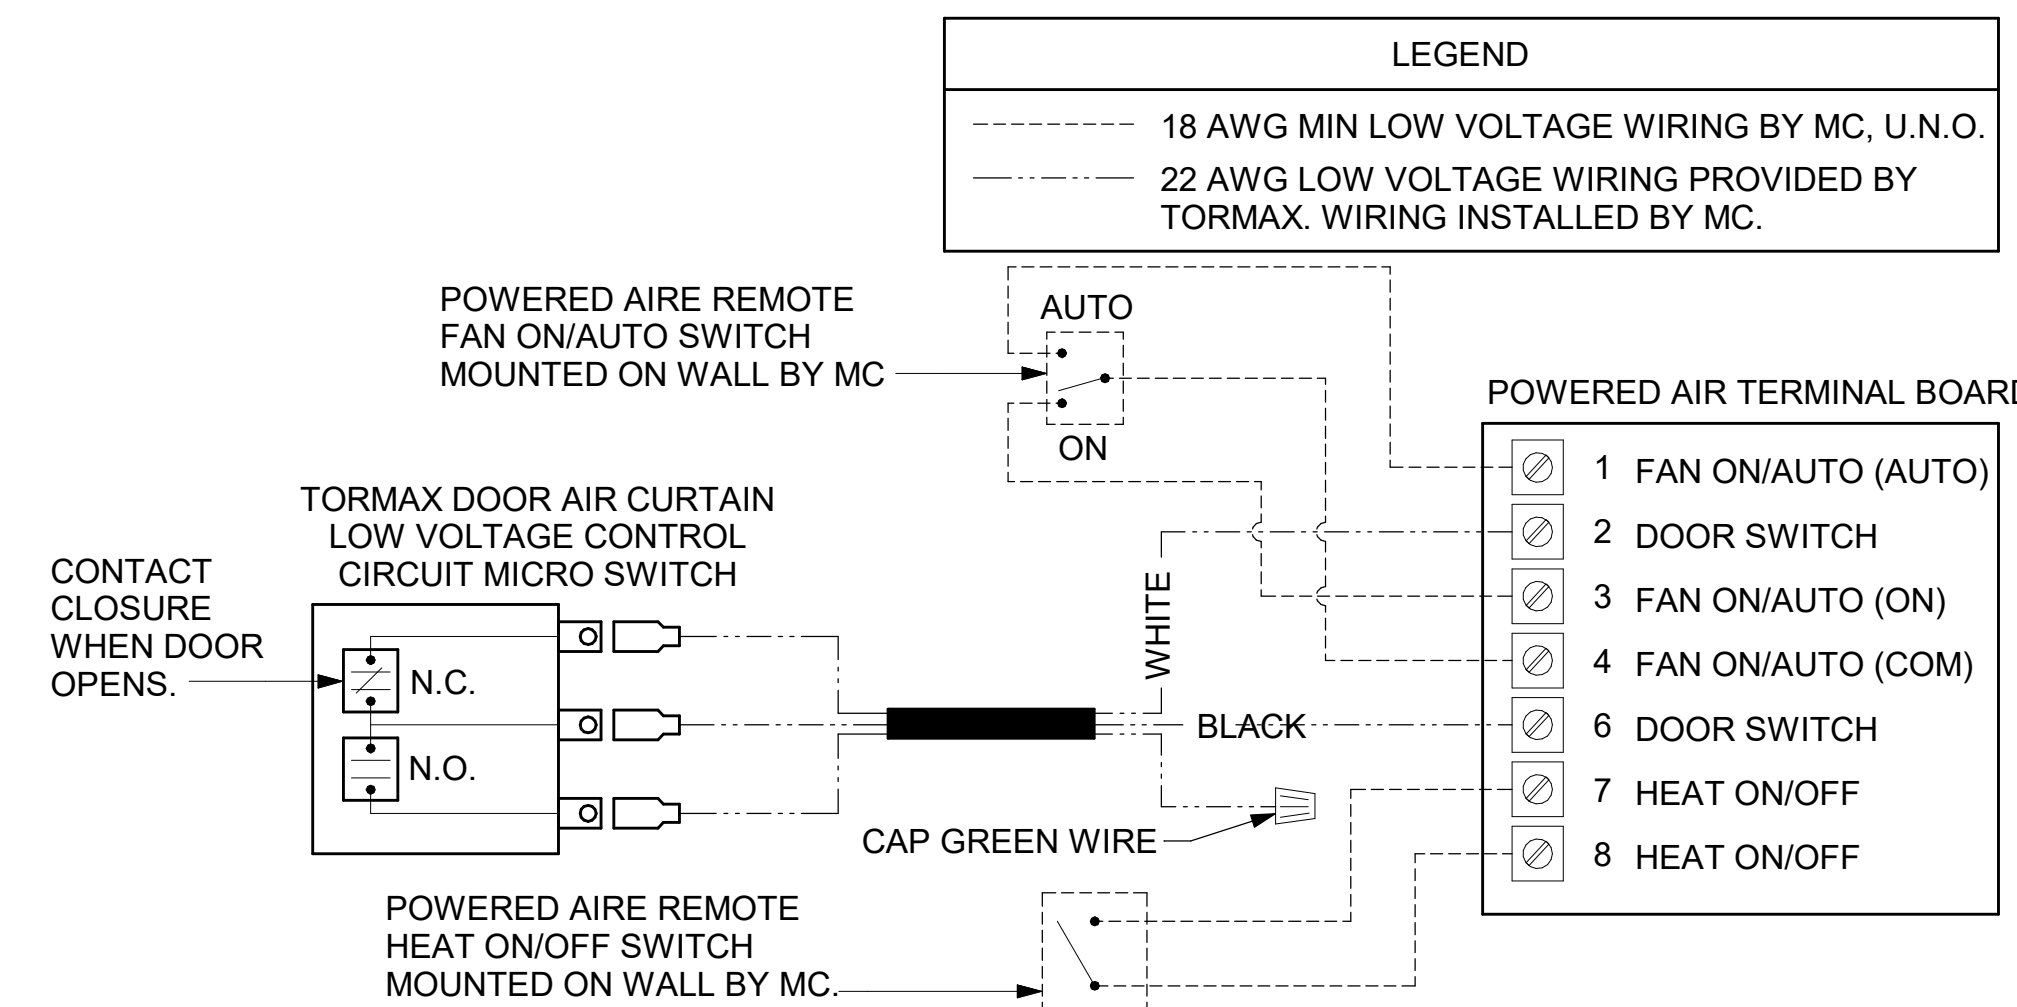 LEGEND
18 AWG MIN LOW VOLTAGE WIRING BY MC, U.N.O.
22 AWG LOW VOLTAGE WIRING PROVIDED BY
TORMAX. WIRING INSTALLED BY MC.
POWERED AIRE REMOTE
FAN ON/AUTO SWITCH
MOUNTED ON WALL BY MC
AUTO
ON
POWERED AIR TERMINAL BOARD
1 FAN ON/AUTO (AUTO)
2 DOOR SWITCH
3 FAN ON/AUTO (ON)
4 FAN ON/AUTO (COM)
6 DOOR SWITCH
7 HEAT ON/OFF
8 HEAT ON/OFF
TORMAX DOOR AIR CURTAIN
LOW VOLTAGE CONTROL
CIRCUIT MICRO SWITCH
CONTACT
CLOSURE
WHEN DOOR
OPENS.
N.C.
N.O.
WHITE
BLACK
CAP GREEN WIRE
POWERED AIRE REMOTE
HEAT ON/OFF SWITCH
MOUNTED ON WALL BY MC.